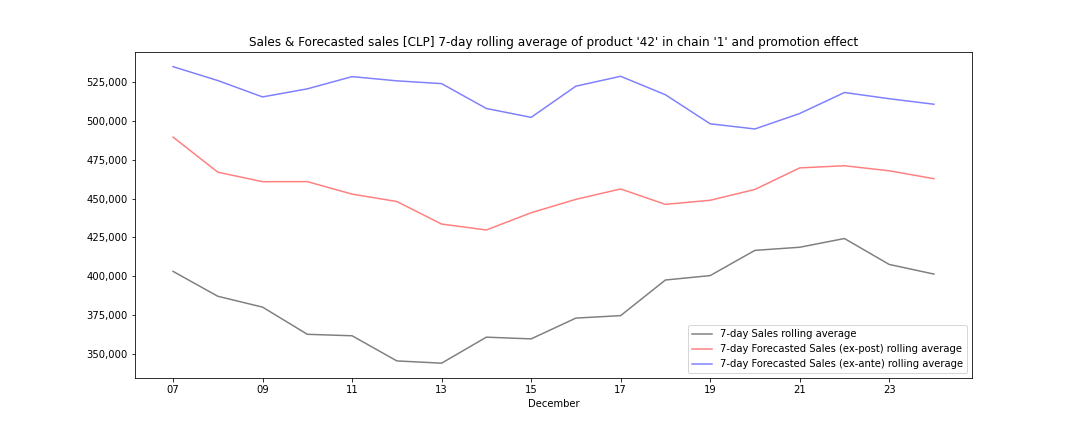 Sales & Forecasted sales [CLP] 7-day rolling average of product '42' in chain '1' and promotion effect
525,000
500,000
475,000
450,000
425,000
400,000
375,000
350,000
7-day Sales rolling average
7-day Forecasted Sales (ex-post) rolling average
7-day Forecasted Sales (ex-ante) rolling average
07 09 11 13 15 17 19 21 23
December